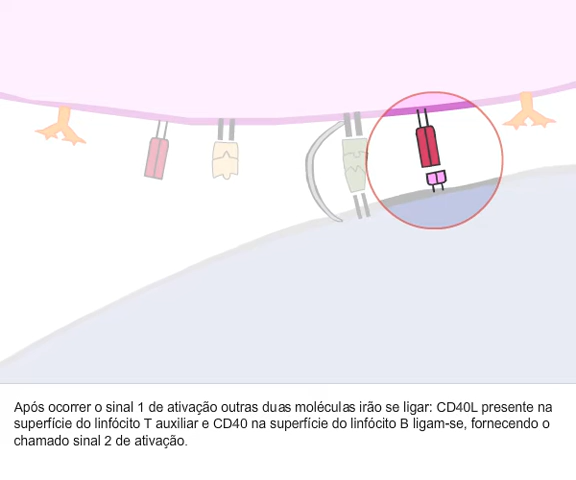 Após ocorrer o sinal 1 de ativação outras duas moléculas irão se ligar: CD40L presente na
superfície do linfócito T auxiliar e CD40 na superfície do linfócito B ligam-se, fornecendo o
chamado sinal 2 de ativação.